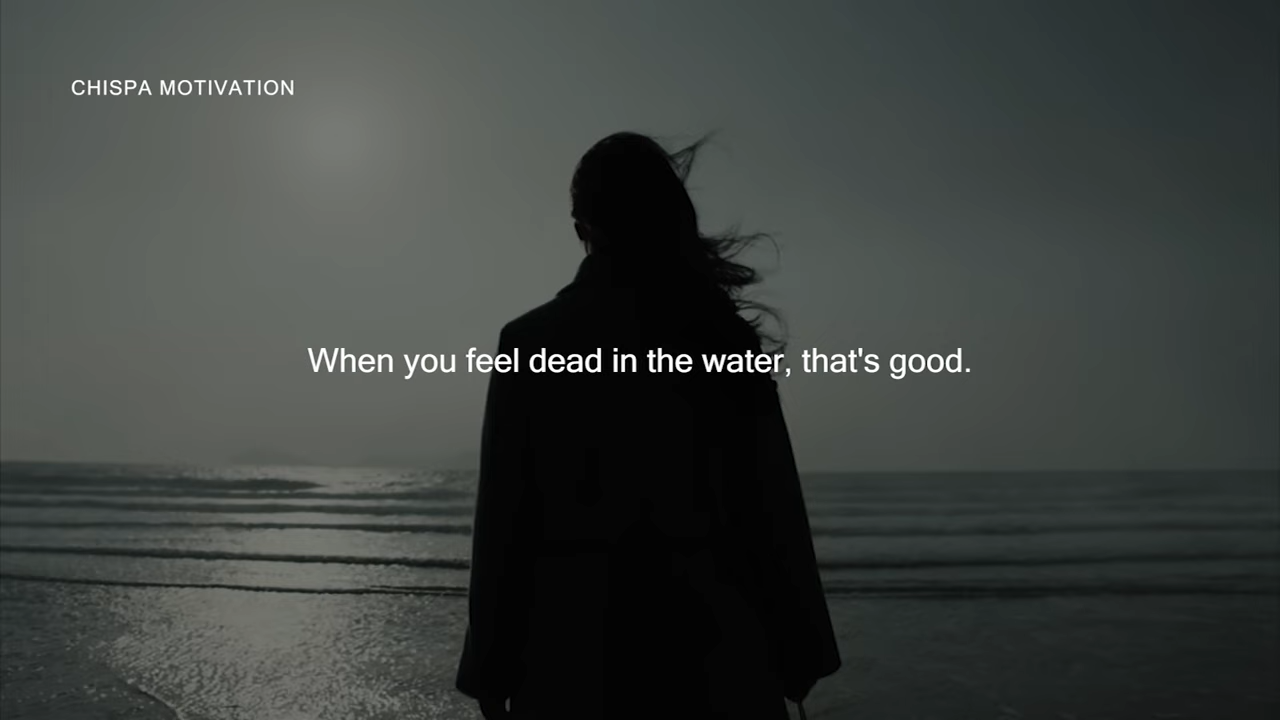 CHISPA MOTIVATION
When you feel dead in the water, that's good.